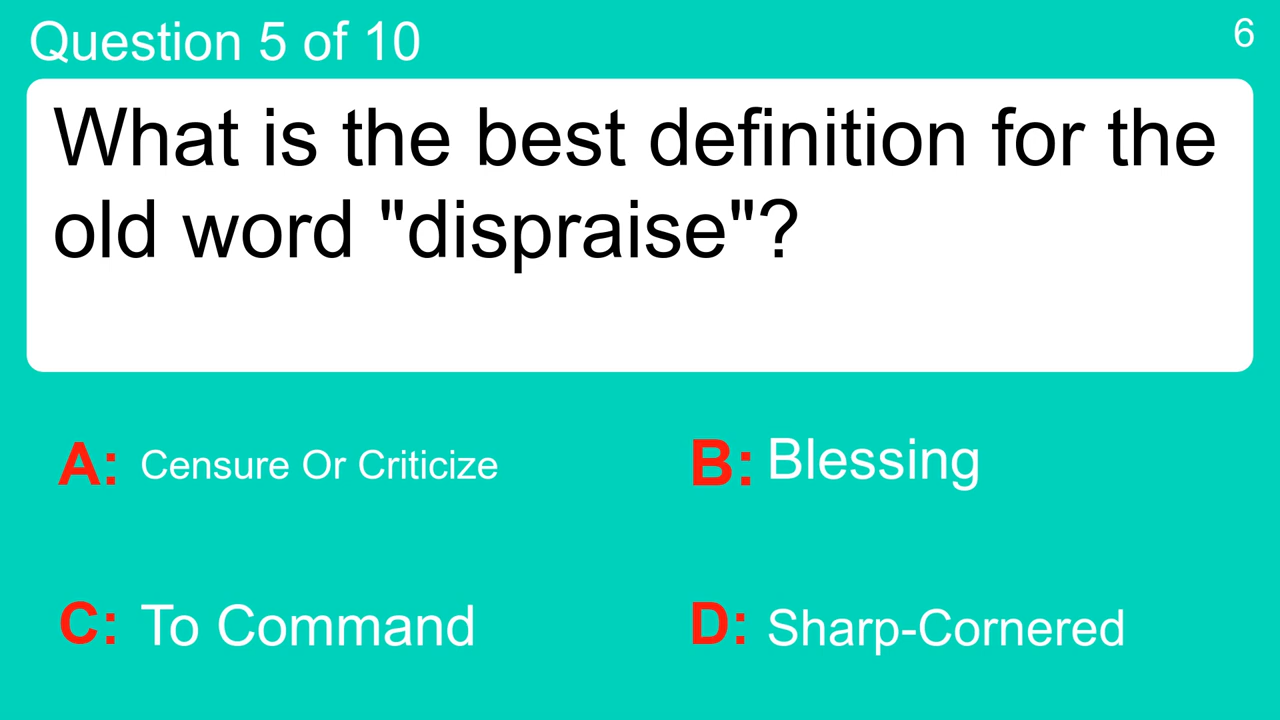 Question 5 of 10
6
What is the best definition for the
old word "dispraise"?
A: Censure Or Criticize
B: Blessing
C: To Command
D: Sharp-Cornered